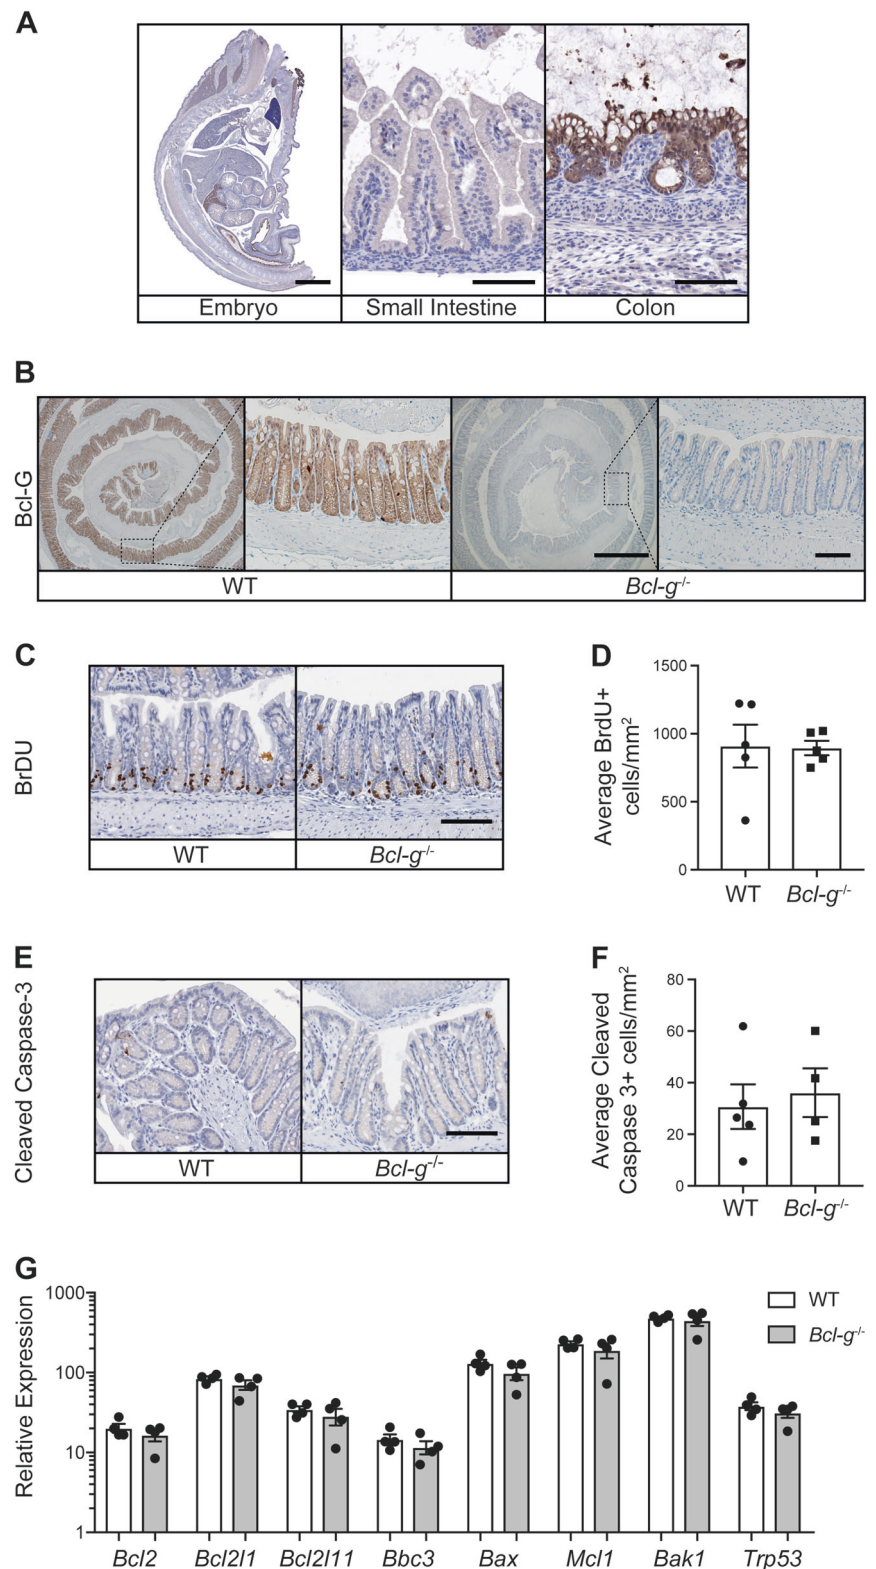 A
Embryo
Small Intestine
Colon
B
Bcl-G
WT
Bcl-g-/-
C
BrDU
WT
Bcl-g-/-
D
Average BrdU+
cells/mm2
1500
1000
500
0
WT
Bcl-g-/-
E
Cleaved Caspase-3
WT
Bcl-g-/-
F
Average Cleaved
Caspase 3+ cells/mm2
80
60
40
20
0
WT
Bcl-g-/-
G
Relative Expression
1000
100
10
1
WT
Bcl-g-/-
Bcl2
Bcl2l1
Bcl2l11
Bbc3
Bax
Mcl1
Bak1
Trp53